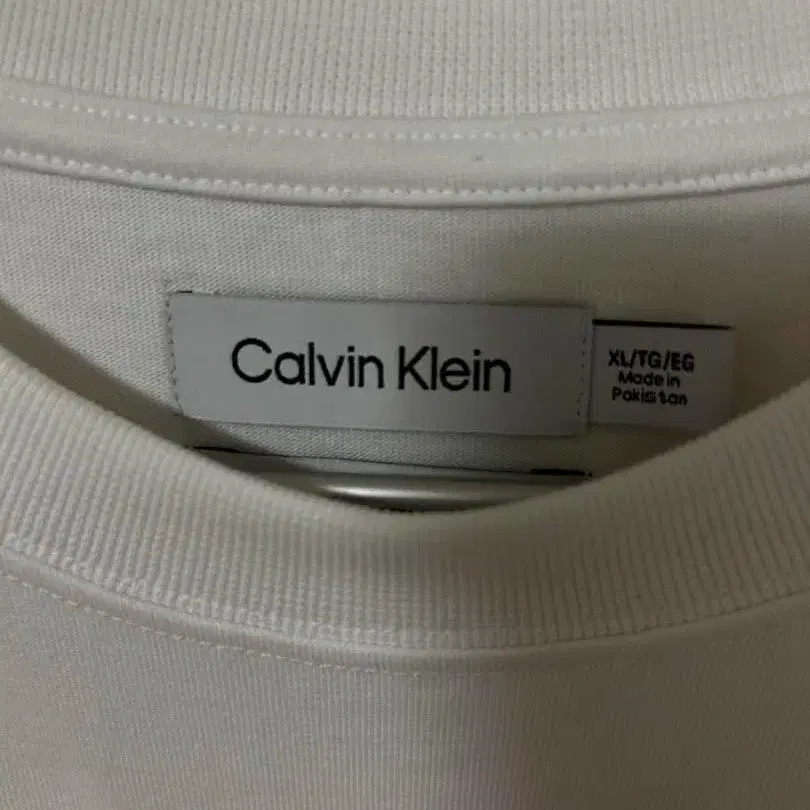 Calvin Klein
XL/TG/EG
Made in
Pakistan